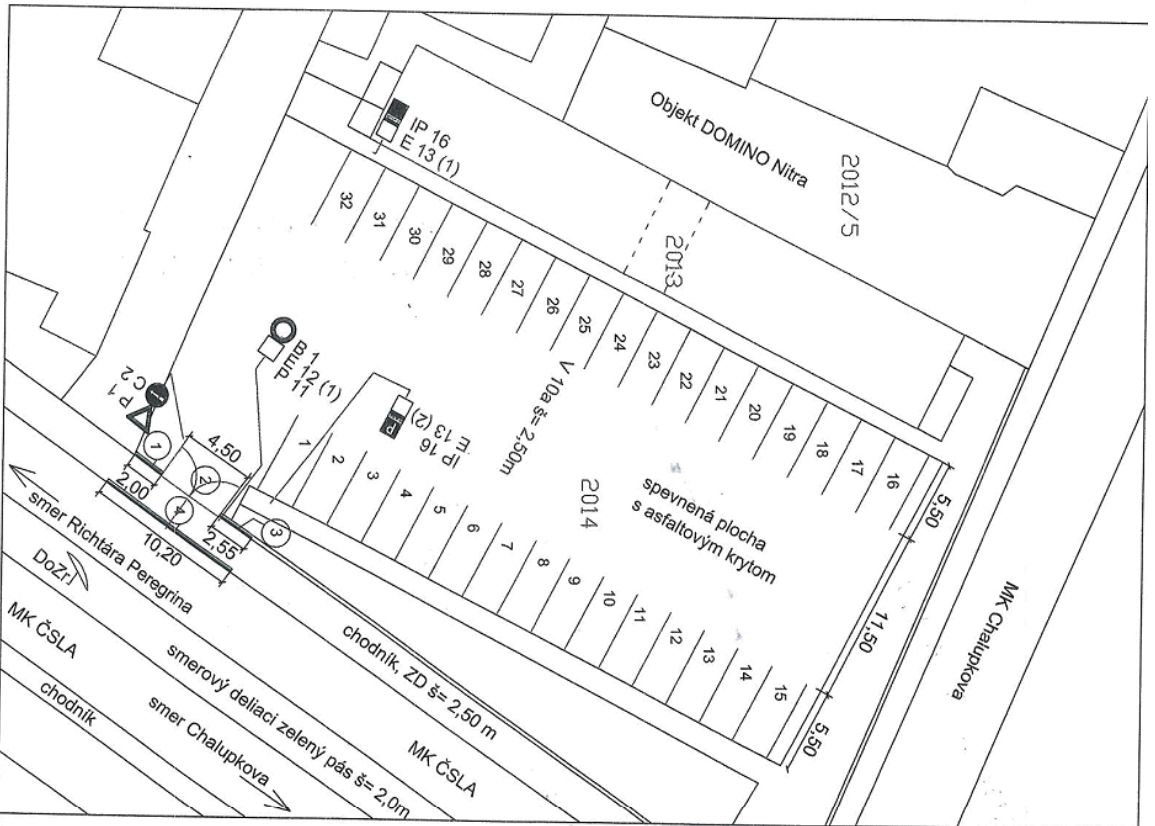 Objekt DOMINO Nitra
2012/5
IP 16
E 13 (1)
2013
32
31
30
29
28
27
26
25
24
23
22
21
20
19
18
17
16
V 10a š= 2,50m
B 1
E 12 (1)
P 11
P 1
C 2
IP 16
E 13 (2)
P
2014
spevnená plocha
s asfaltovým krytom
5,50
11,50
5,50
MK Chalupkova
1
2
3
4
5
6
7
8
9
10
11
12
13
14
15
4,50
1
2
3
4
2,00
2,55
10,20
smer Richtára Peregrina
DoZn
MK ČSLA
chodník
chodník, ZD š= 2,50 m
smerový deliaci zelený pás š= 2,0m
smer Chalupkova
MK ČSLA